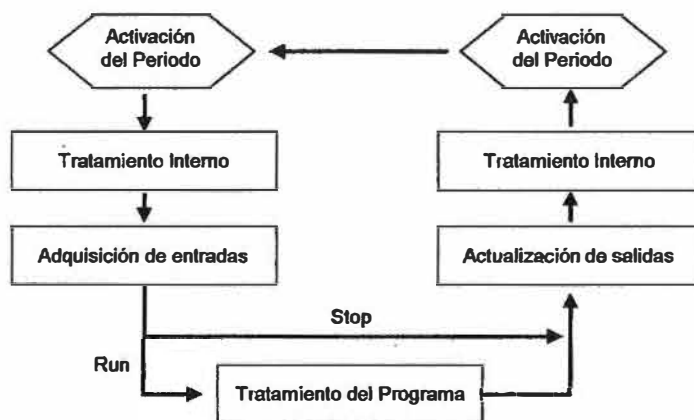 Activación
del Periodo
Activación
del Periodo
Tratamiento Interno
Tratamiento Interno
Adquisición de entradas
Actualización de salidas
Stop
Run
Tratamiento del Programa